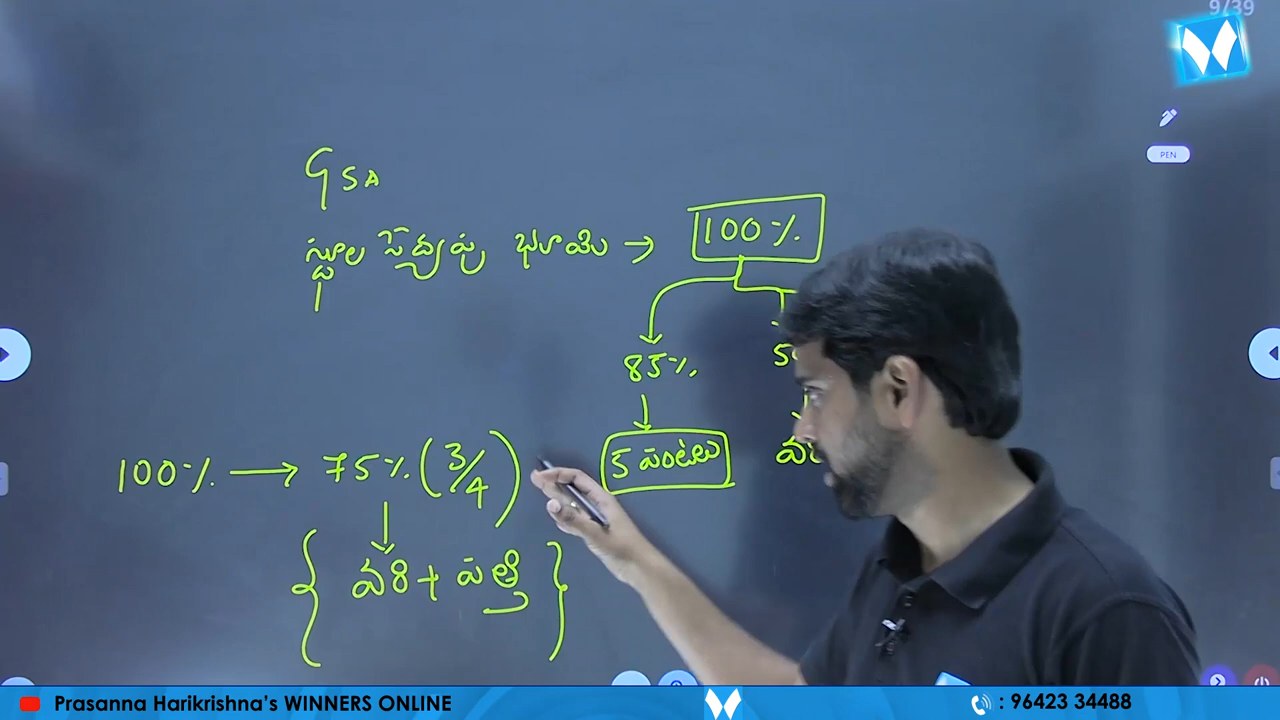 9/39
PEN
GSA
స్థూల సేద్యపు భూమి → 100%
85%
5 పంటలు
100% → 75% (3/4)
{ వరి + పత్తి }
Prasanna Harikrishna's WINNERS ONLINE
: 96423 34488